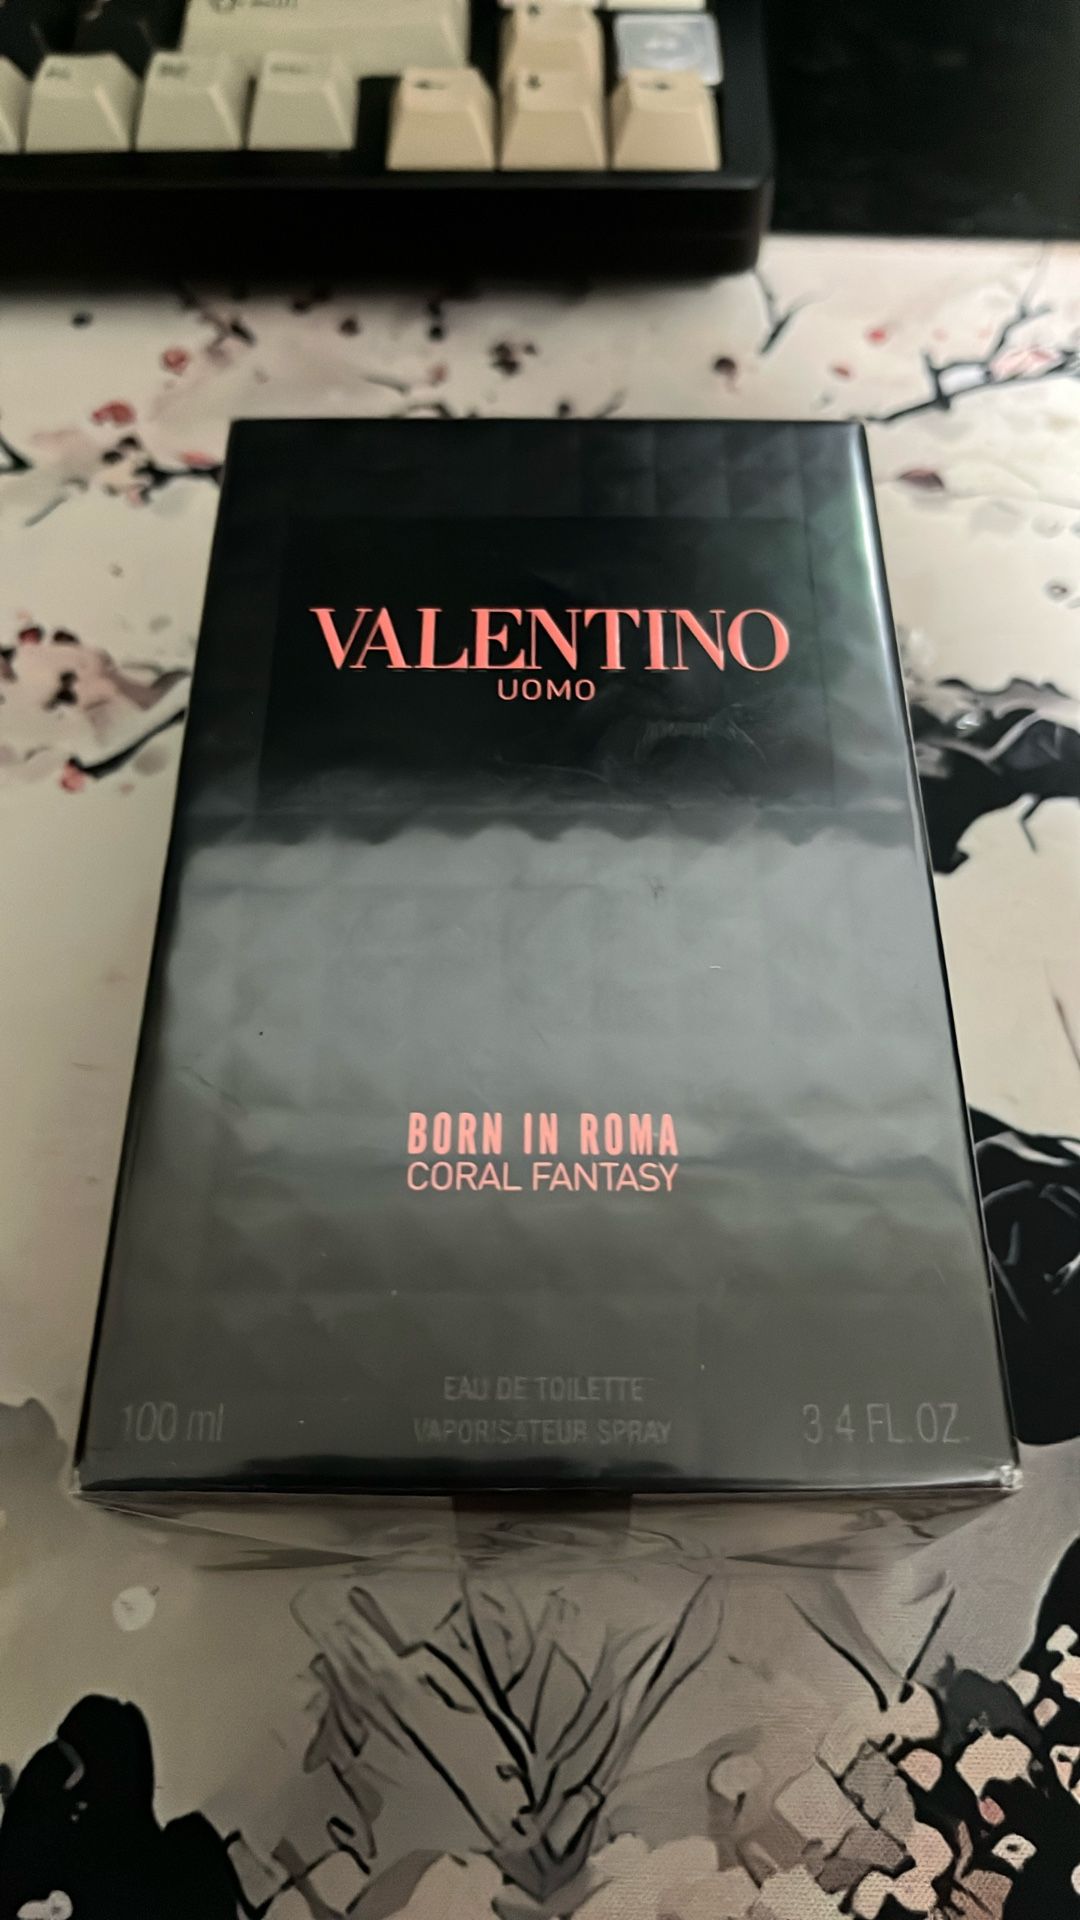 VALENTINO
UOMO
BORN IN ROMA
CORAL FANTASY
EAU DE TOILETTE
VAPORISATEUR SPRAY
100 ml
3.4 FL.OZ.